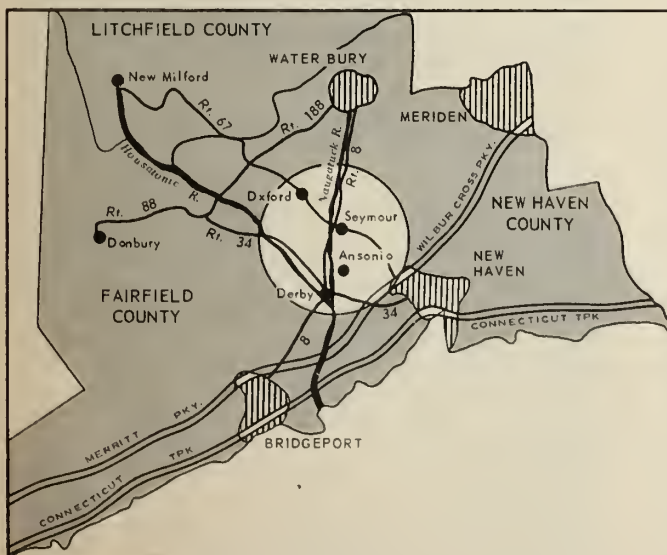 LITCHFIELD COUNTY
WATER BURY
New Milford
Rt. 67
Rt. 188
MERIDEN
Housatonic R.
Naugatuck R.
Rt. 8
WILBUR CROSS PKY.
Oxford
Rt. 88
Seymour
NEW HAVEN
COUNTY
Danbury
Rt. 34
Ansonio
NEW
HAVEN
FAIRFIELD
COUNTY
Derby
34
CONNECTICUT TPK
8
MERRITT PKY.
BRIDGEPORT
CONNECTICUT TPK